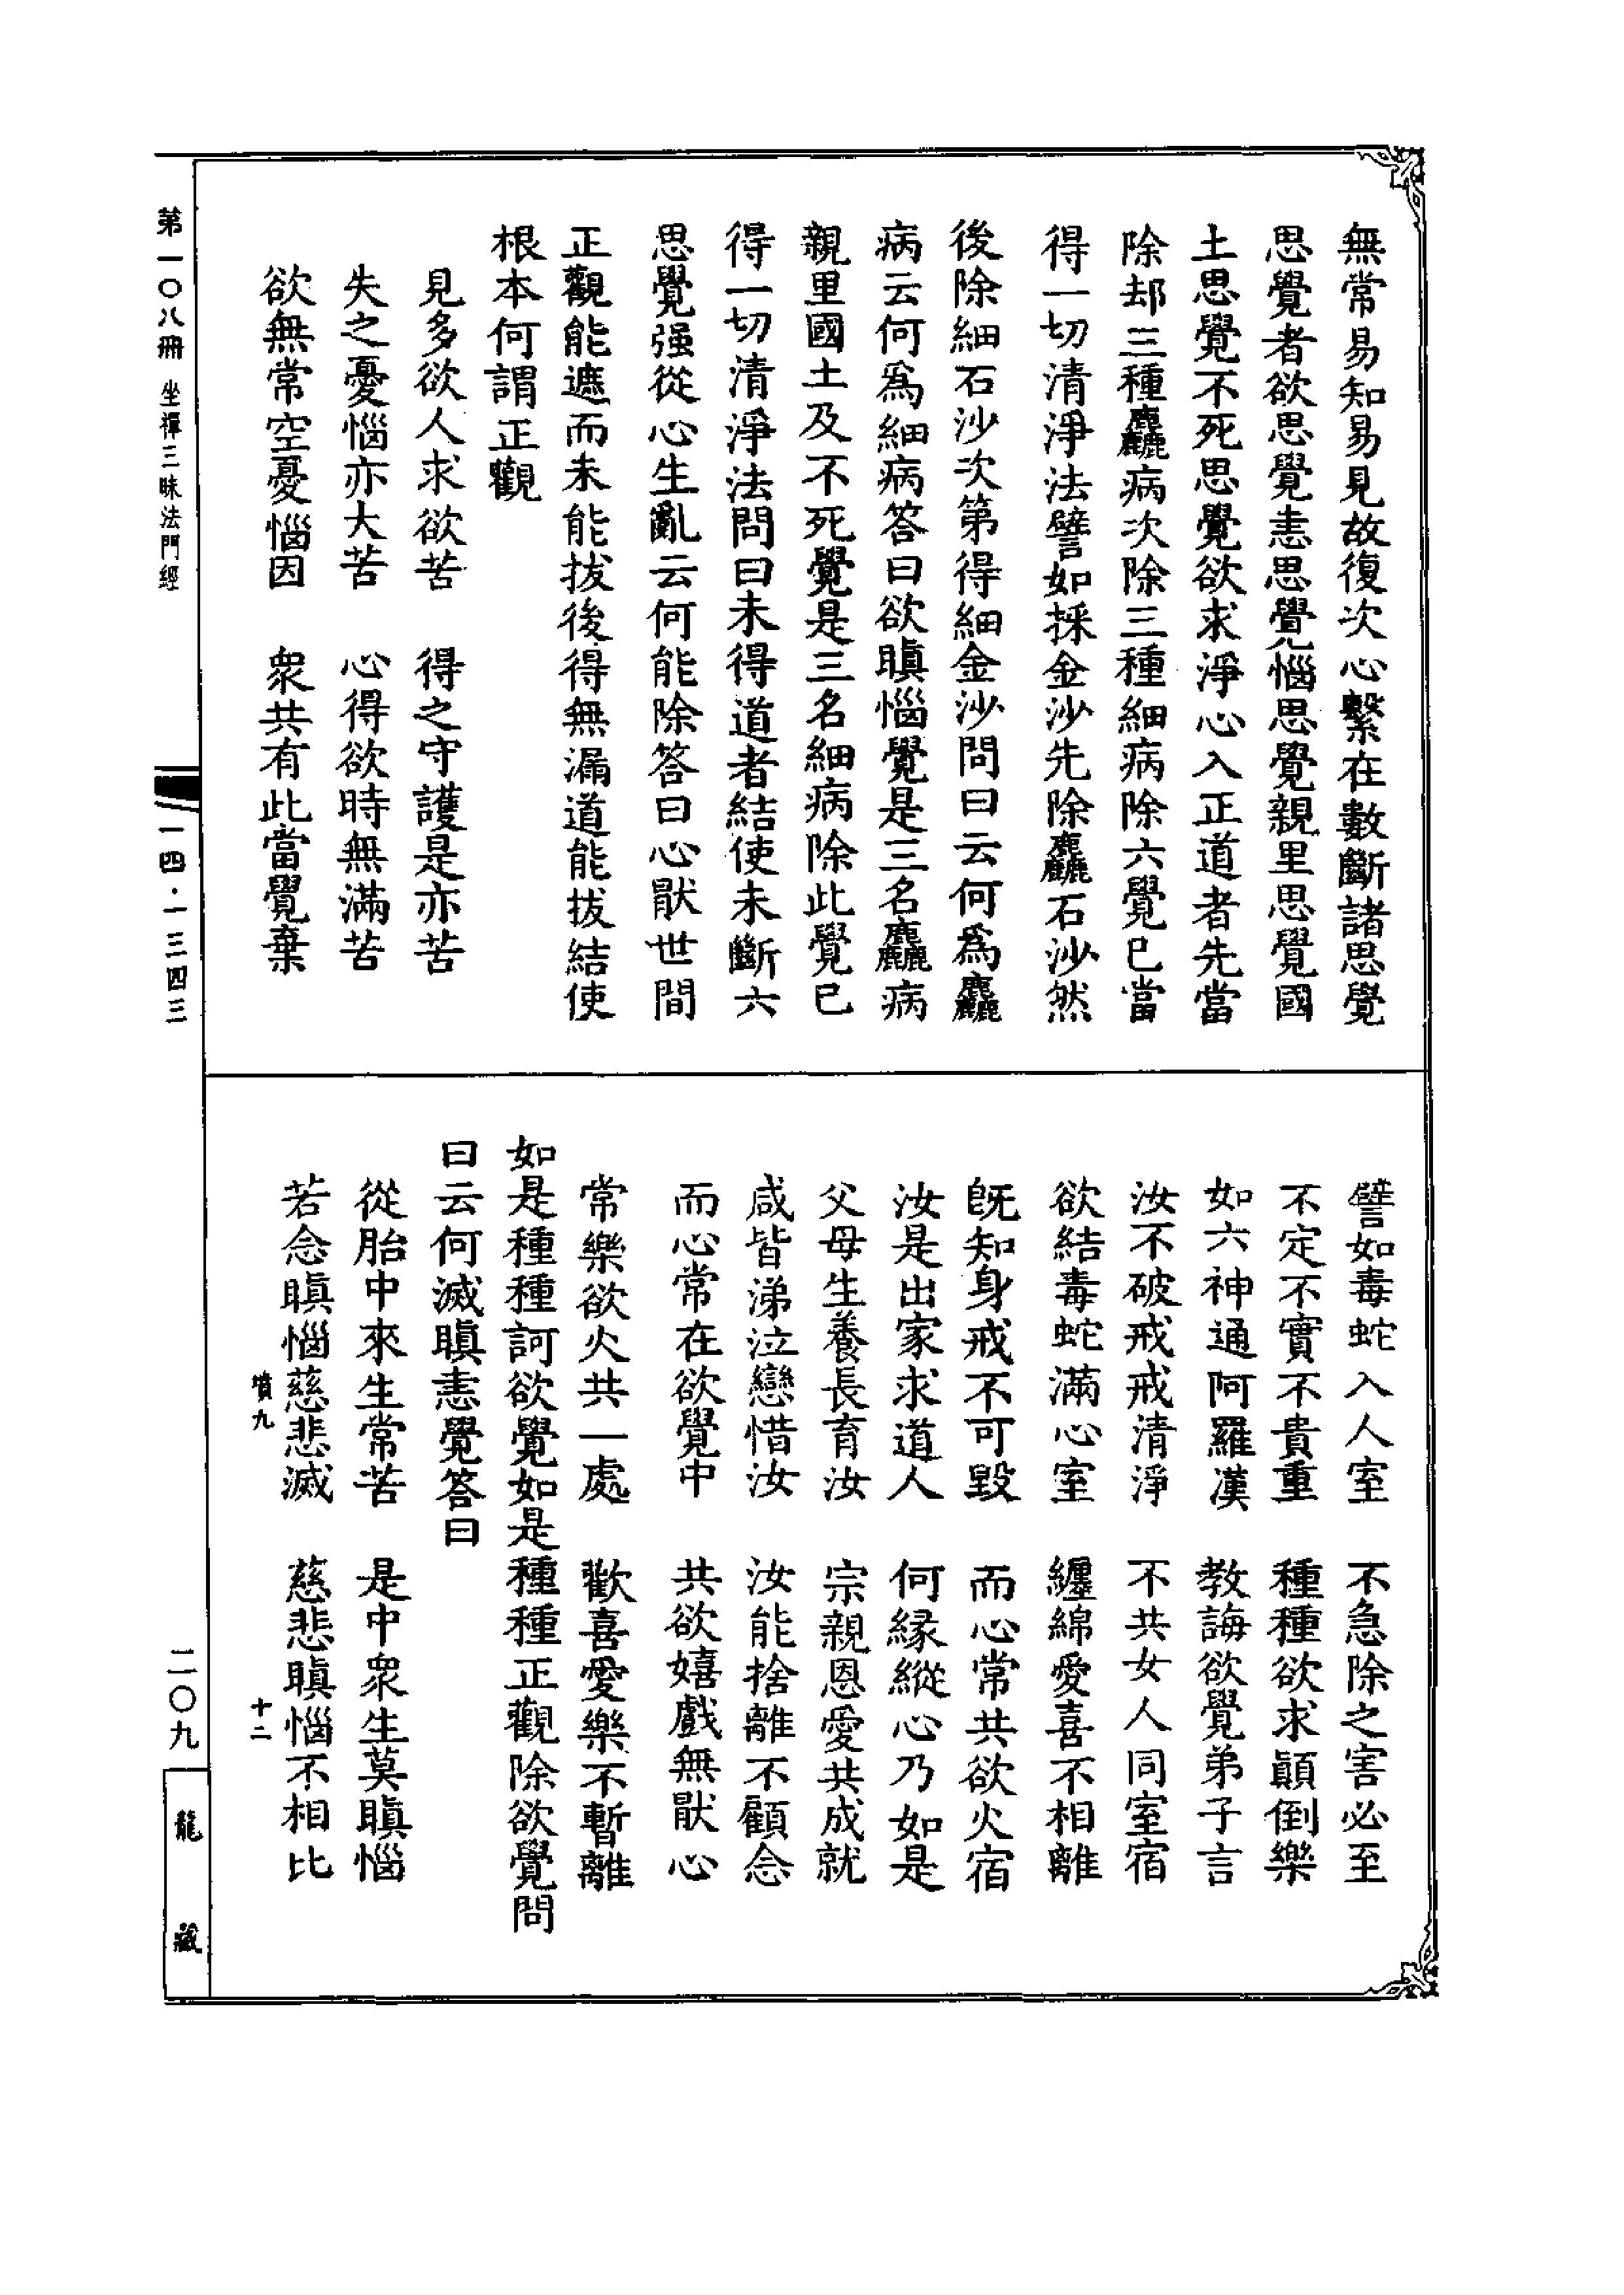 無常易知易見故復次心繫在數斷諸思覺
思覺者欲思覺恚思覺惱思覺親里思覺國
土思覺不死思覺欲求淨心入正道者先當
除却三種麤病次除三種細病除六覺已當
得一切清淨法譬如採金沙先除麤石沙然
後除細石沙次第得細金沙問曰云何爲麤
病云何爲細病答曰欲瞋惱覺是三名麤病
親里國土及不死覺是三名細病除此覺已
得一切清淨法問曰未得道者結使未斷六
思覺强從心生亂云何能除答曰心猒世間
正觀能遮而未能拔後得無漏道能拔結使
根本何謂正觀
見多欲人求欲苦　得之守護是亦苦
失之憂惱亦大苦　心得欲時無滿苦
欲無常空憂惱因　衆共有此當覺棄
譬如毒蛇入人室　不急除之害必至
不定不實不貴重　種種欲求顛倒樂
如六神通阿羅漢　教誨欲覺弟子言
汝不破戒戒清淨　不共女人同室宿
欲結毒蛇滿心室　纏綿愛喜不相離
既知身戒不可毀　而心常共欲火宿
汝是出家求道人　何緣縱心乃如是
父母生養長育汝　宗親恩愛共成就
咸皆涕泣戀惜汝　汝能捨離不顧念
而心常在欲覺中　共欲嬉戲無猒心
常樂欲火共一處　歡喜愛樂不暫離
如是種種訶欲覺如是種種正觀除欲覺問
曰云何滅瞋恚覺答曰
從胎中來生常苦　是中衆生莫瞋惱
若念瞋惱慈悲滅　慈悲瞋惱不相比
墳九　十二
第一〇八冊　坐禪三昧法門經
一四·一三四三
二〇九
龍藏